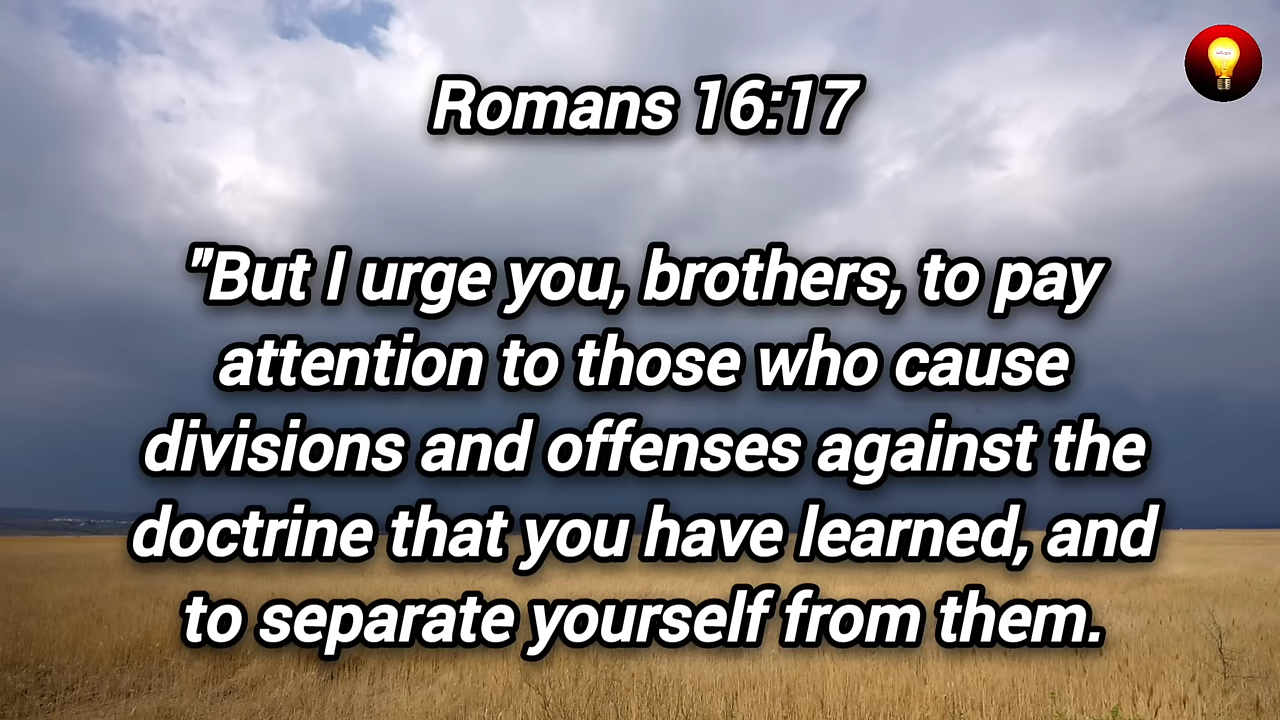 Romans 16:17
"But I urge you, brothers, to pay
attention to those who cause
divisions and offenses against the
doctrine that you have learned, and
to separate yourself from them.